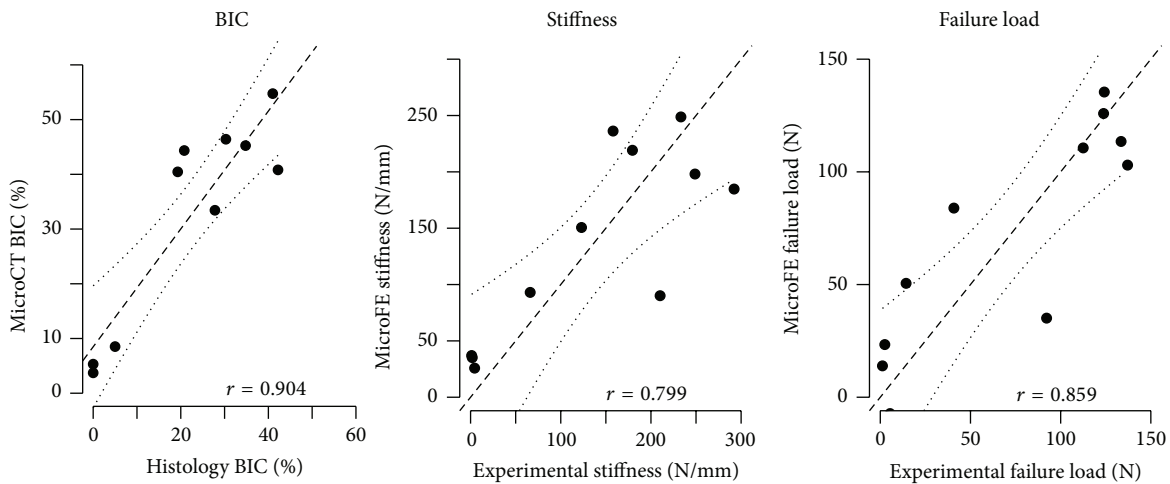 BIC
MicroCT BIC (%)
50
30
10
0
r = 0.904
0 20 40 60
Histology BIC (%)
Stiffness
MicroFE stiffness (N/mm)
250
150
50
0
r = 0.799
0 100 200 300
Experimental stiffness (N/mm)
Failure load
MicroFE failure load (N)
150
100
50
0
r = 0.859
0 50 100 150
Experimental failure load (N)